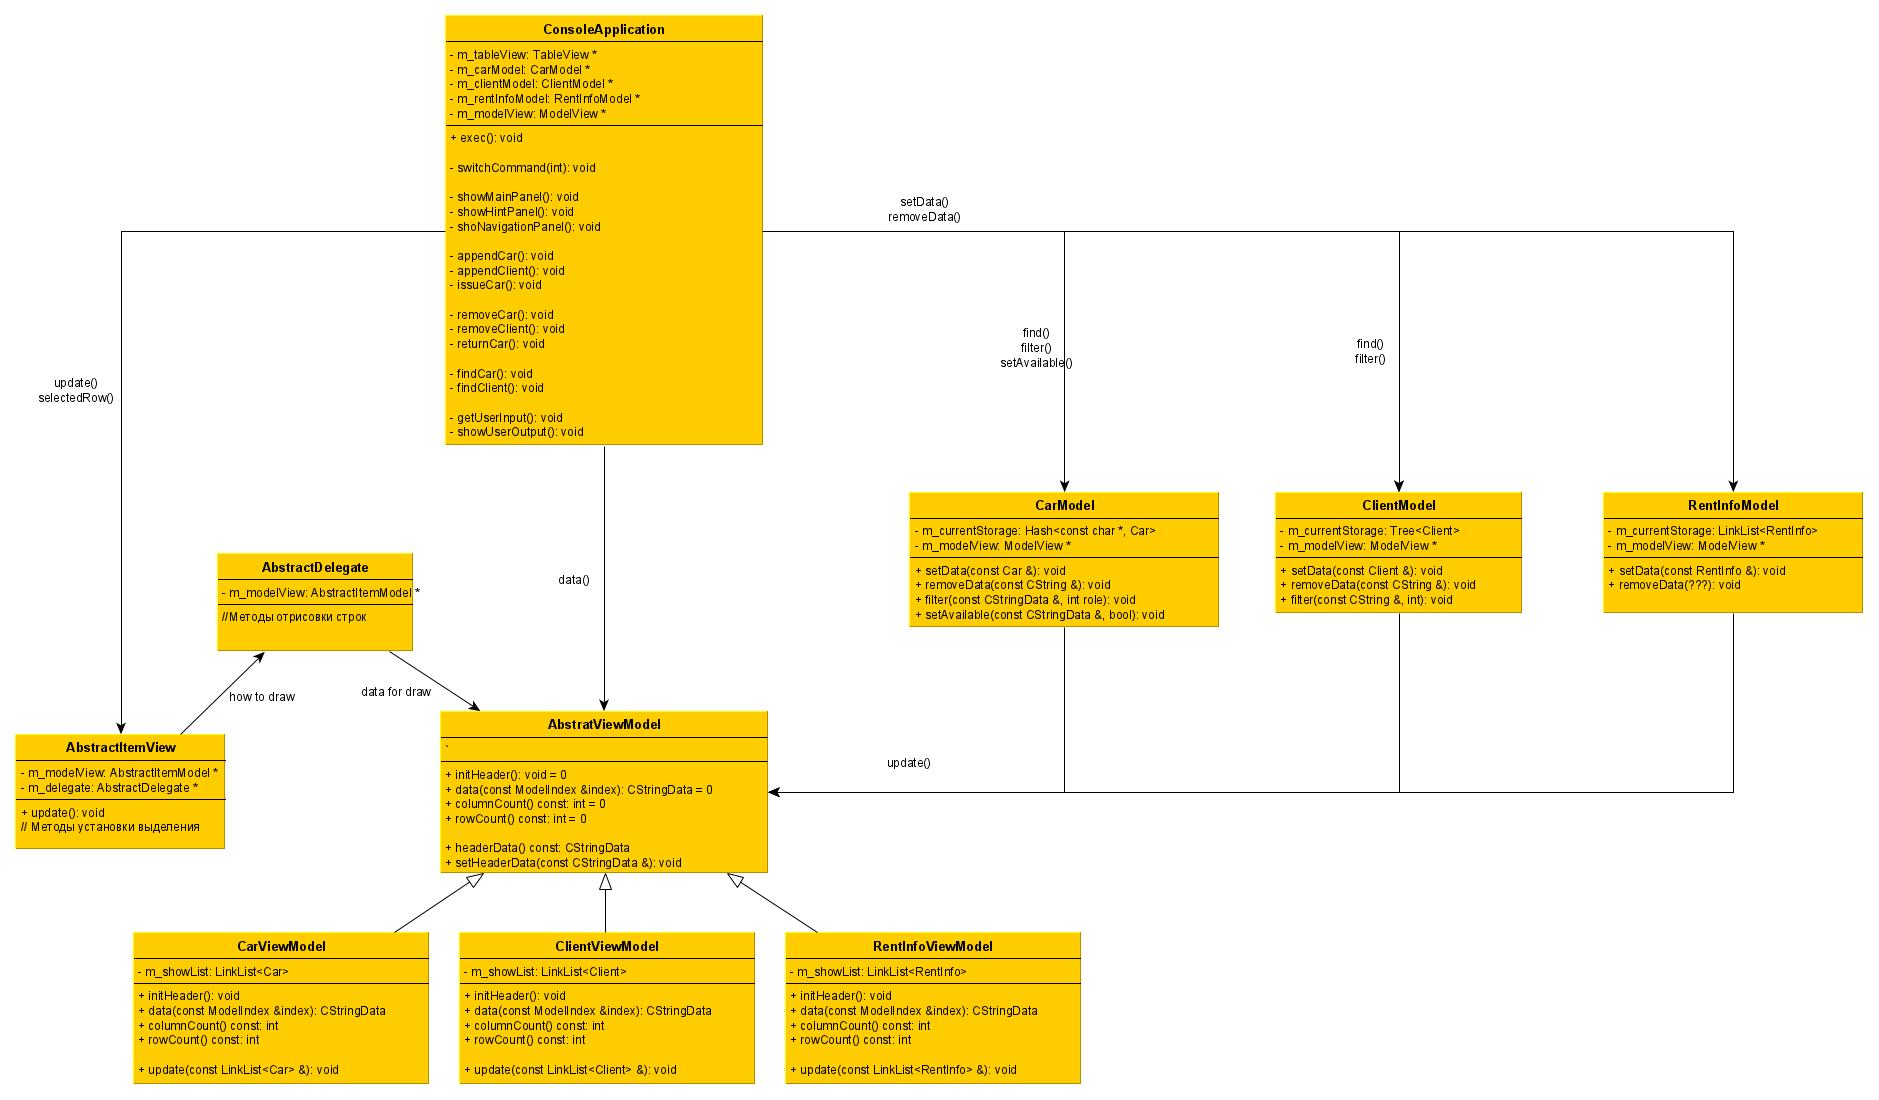 ConsoleApplication
- m_tableView: TableView *
- m_carModel: CarModel *
- m_clientModel: ClientModel *
- m_rentInfoModel: RentInfoModel *
- m_modelView: ModelView *
+ exec(): void
- switchCommand(int): void
- showMainPanel(): void
- showHintPanel(): void
- shoNavigationPanel(): void
- appendCar(): void
- appendClient(): void
- issueCar(): void
- removeCar(): void
- removeClient(): void
- returnCar(): void
- findCar(): void
- findClient(): void
- getUserInput(): void
- showUserOutput(): void
setData()
removeData()
find()
filter()
setAvailable()
find()
filter()
update()
selectedRow()
CarModel
- m_currentStorage: Hash<const char *, Car>
- m_modelView: ModelView *
+ setData(const Car &): void
+ removeData(const CString &): void
+ filter(const CStringData &, int role): void
+ setAvailable(const CStringData &, bool): void
ClientModel
- m_currentStorage: Tree<Client>
- m_modelView: ModelView *
+ setData(const Client &): void
+ removeData(const CString &): void
+ filter(const CString &, int): void
RentInfoModel
- m_currentStorage: LinkList<RentInfo>
- m_modelView: ModelView *
+ setData(const RentInfo &): void
+ removeData(???): void
AbstractDelegate
- m_modelView: AbstractItemModel *
//Методы отрисовки строк
data()
how to draw
data for draw
AbstractItemView
- m_modelView: AbstractItemModel *
- m_delegate: AbstractDelegate *
+ update(): void
// Методы установки выделения
AbstratViewModel
`
+ initHeader(): void = 0
+ data(const ModelIndex &index): CStringData = 0
+ columnCount() const: int = 0
+ rowCount() const: int = 0
+ headerData() const: CStringData
+ setHeaderData(const CStringData &): void
update()
CarViewModel
- m_showList: LinkList<Car>
+ initHeader(): void
+ data(const ModelIndex &index): CStringData
+ columnCount() const: int
+ rowCount() const: int
+ update(const LinkList<Car> &): void
ClientViewModel
- m_showList: LinkList<Client>
+ initHeader(): void
+ data(const ModelIndex &index): CStringData
+ columnCount() const: int
+ rowCount() const: int
+ update(const LinkList<Client> &): void
RentInfoViewModel
- m_showList: LinkList<RentInfo>
+ initHeader(): void
+ data(const ModelIndex &index): CStringData
+ columnCount() const: int
+ rowCount() const: int
+ update(const LinkList<RentInfo> &): void